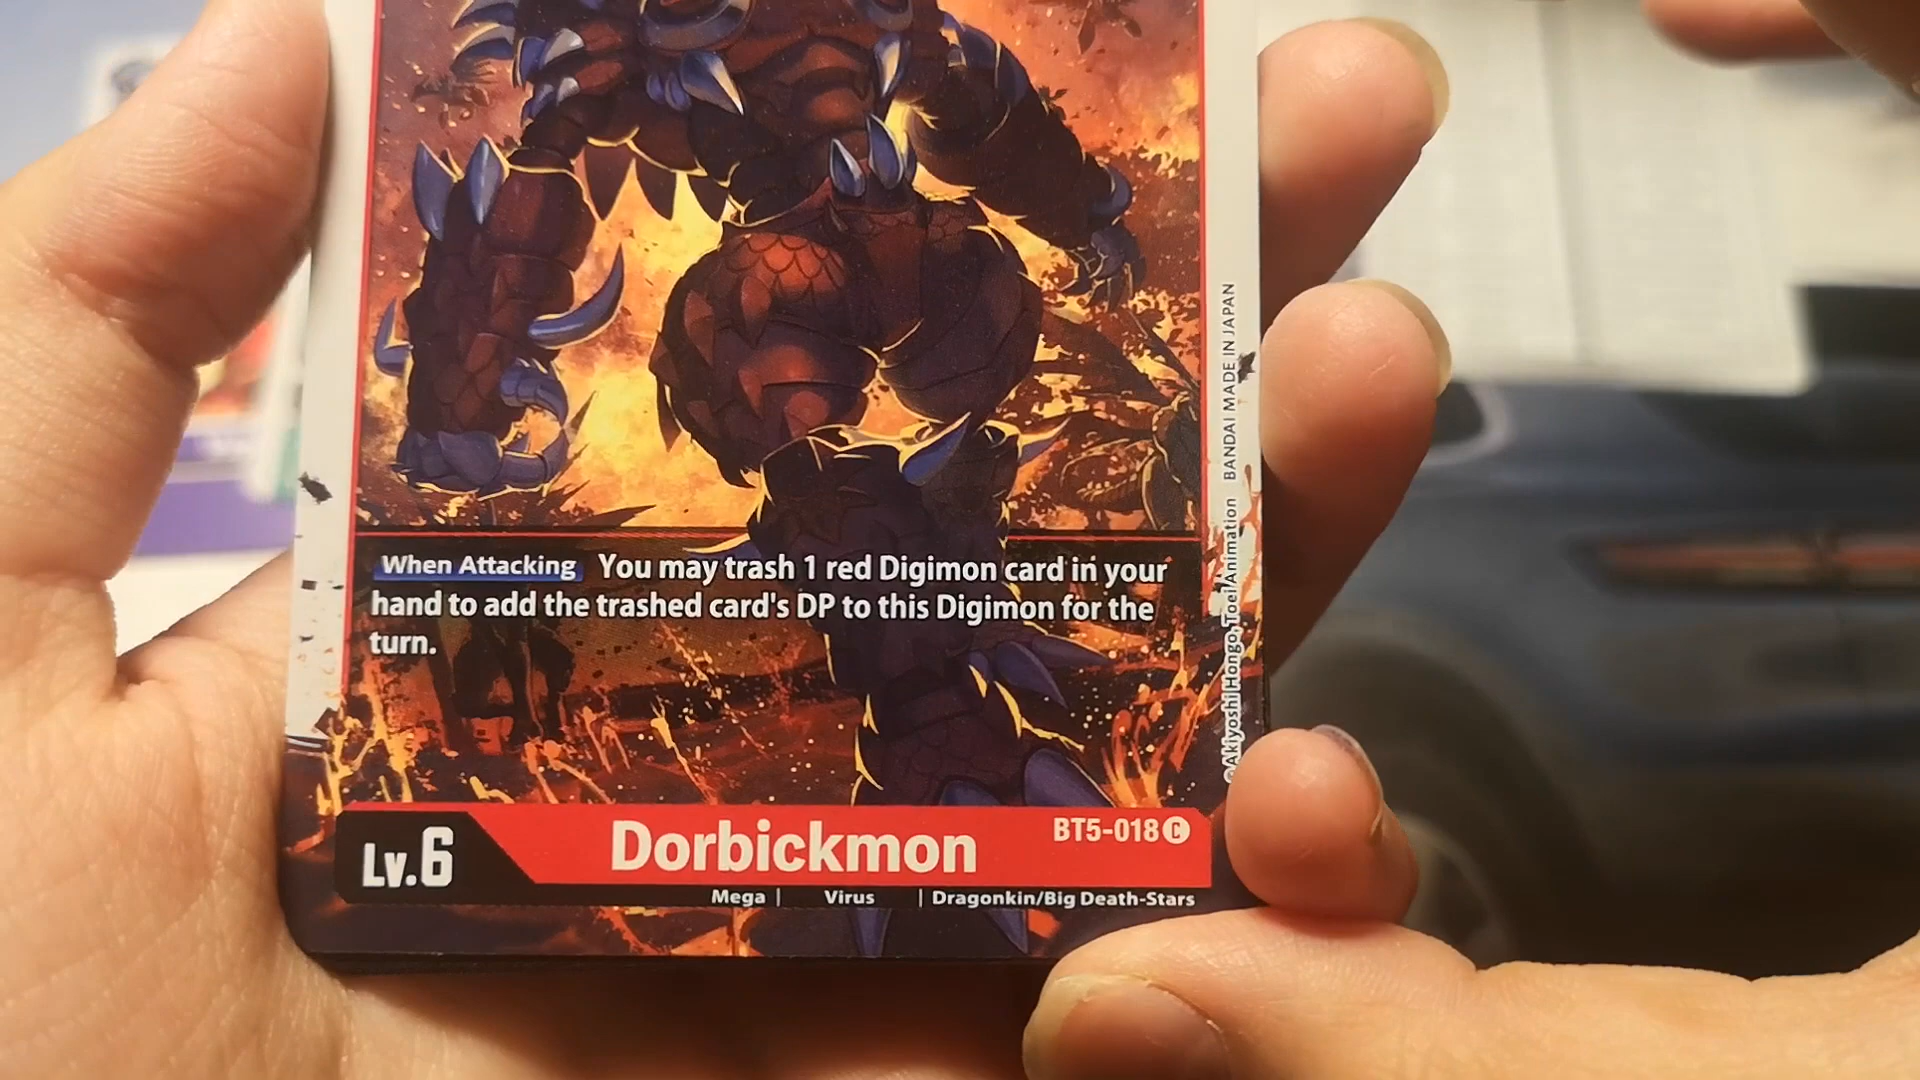 When Attacking You may trash 1 red Digimon card in your
hand to add the trashed card's DP to this Digimon for the
turn.
©Akiyoshi Hongo, Toei Animation BANDAI MADE IN JAPAN
BT5-018 C
Lv.6 Dorbickmon
Mega | Virus | Dragonkin/Big Death-Stars